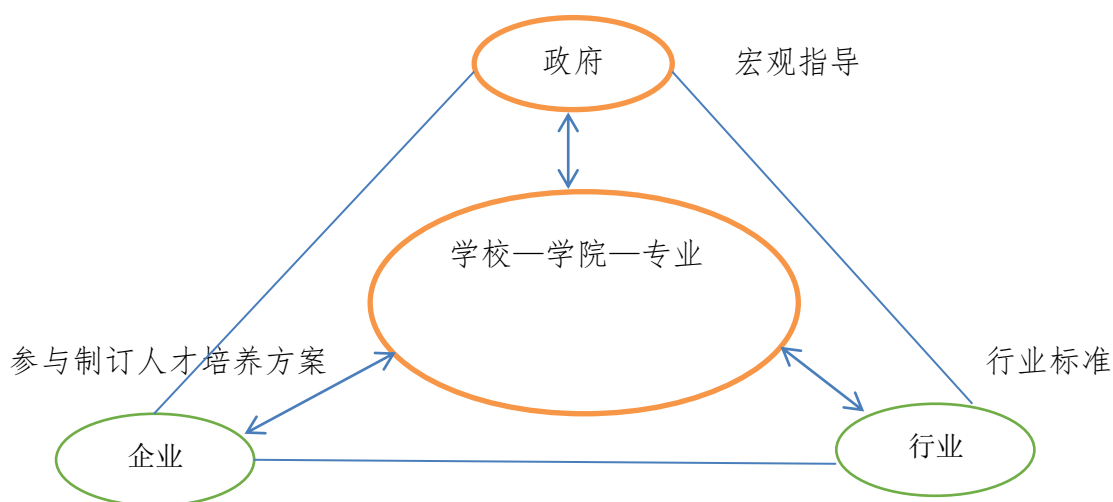 政府
宏观指导
学校—学院—专业
参与制订人才培养方案
行业标准
企业
行业